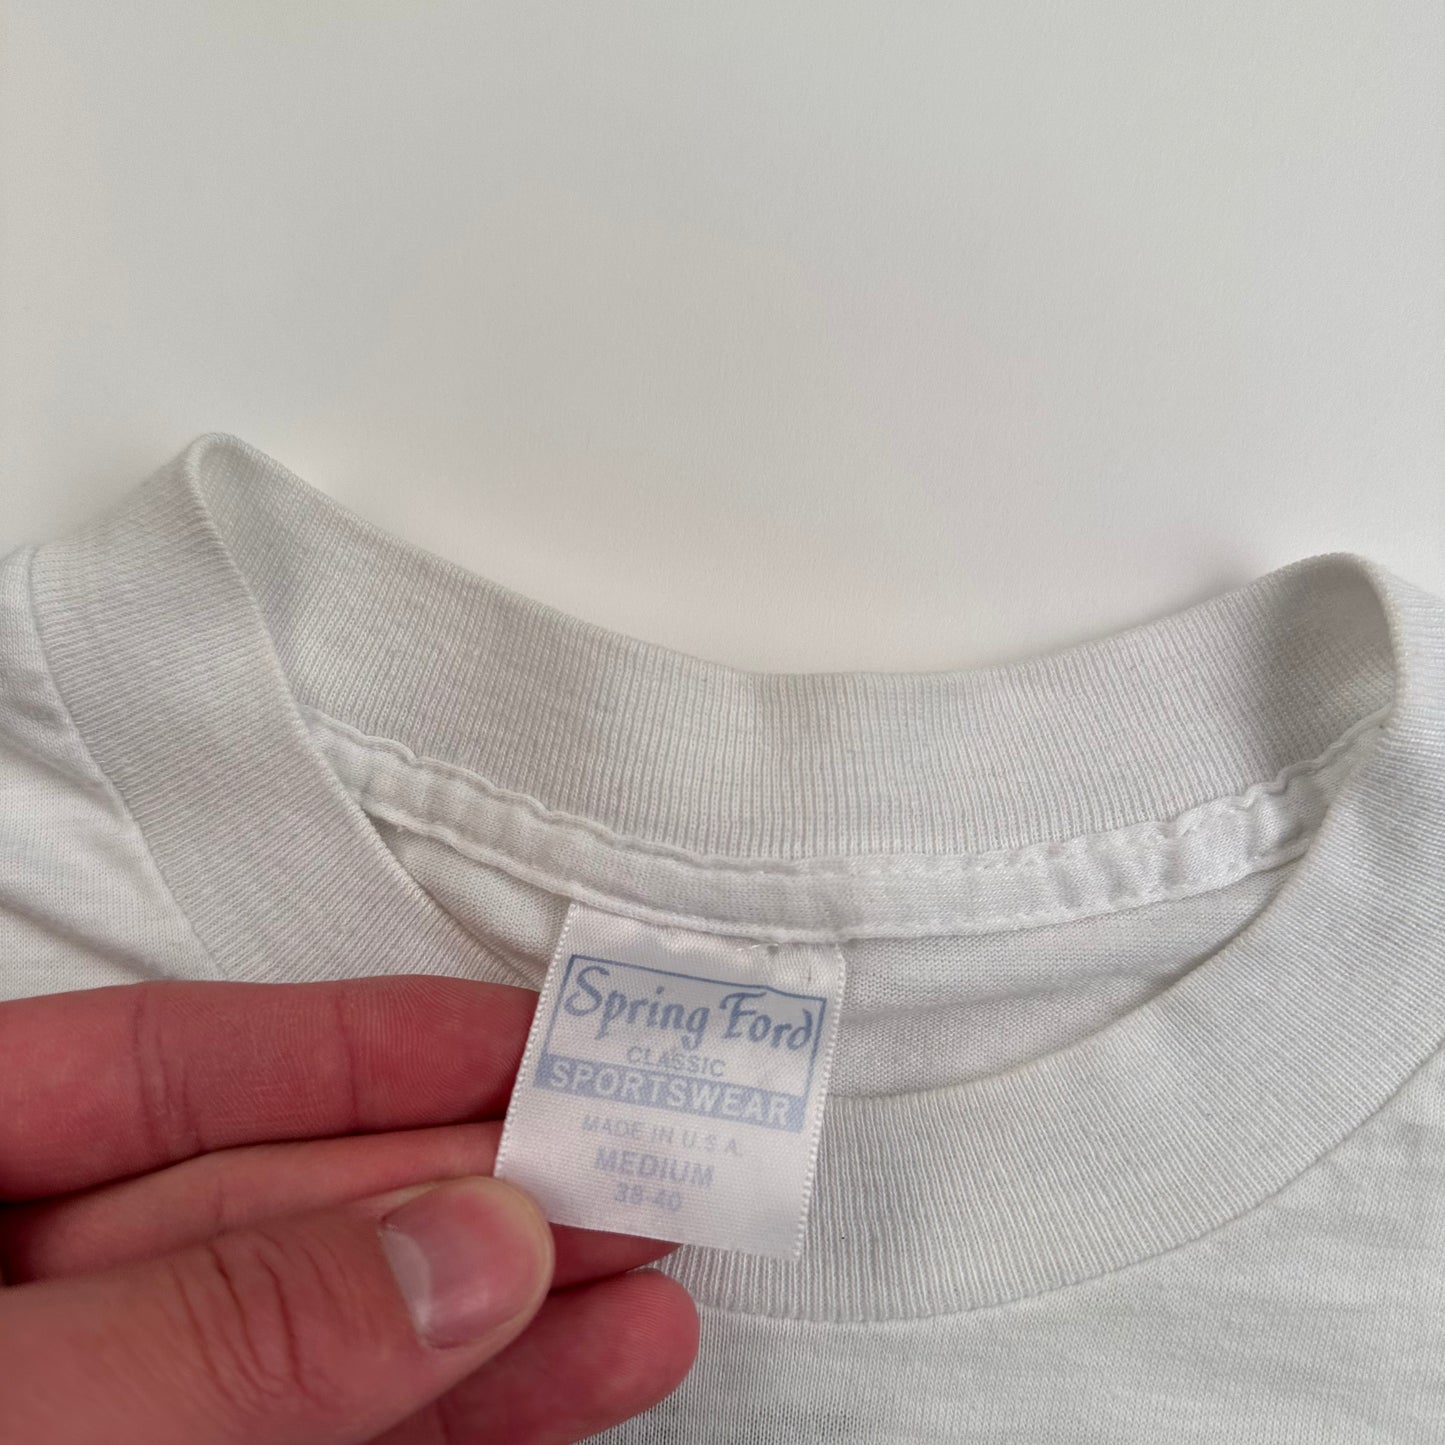 Spring Ford
CLASSIC
SPORTSWEAR
MADE IN U.S.A.
MEDIUM
38-40